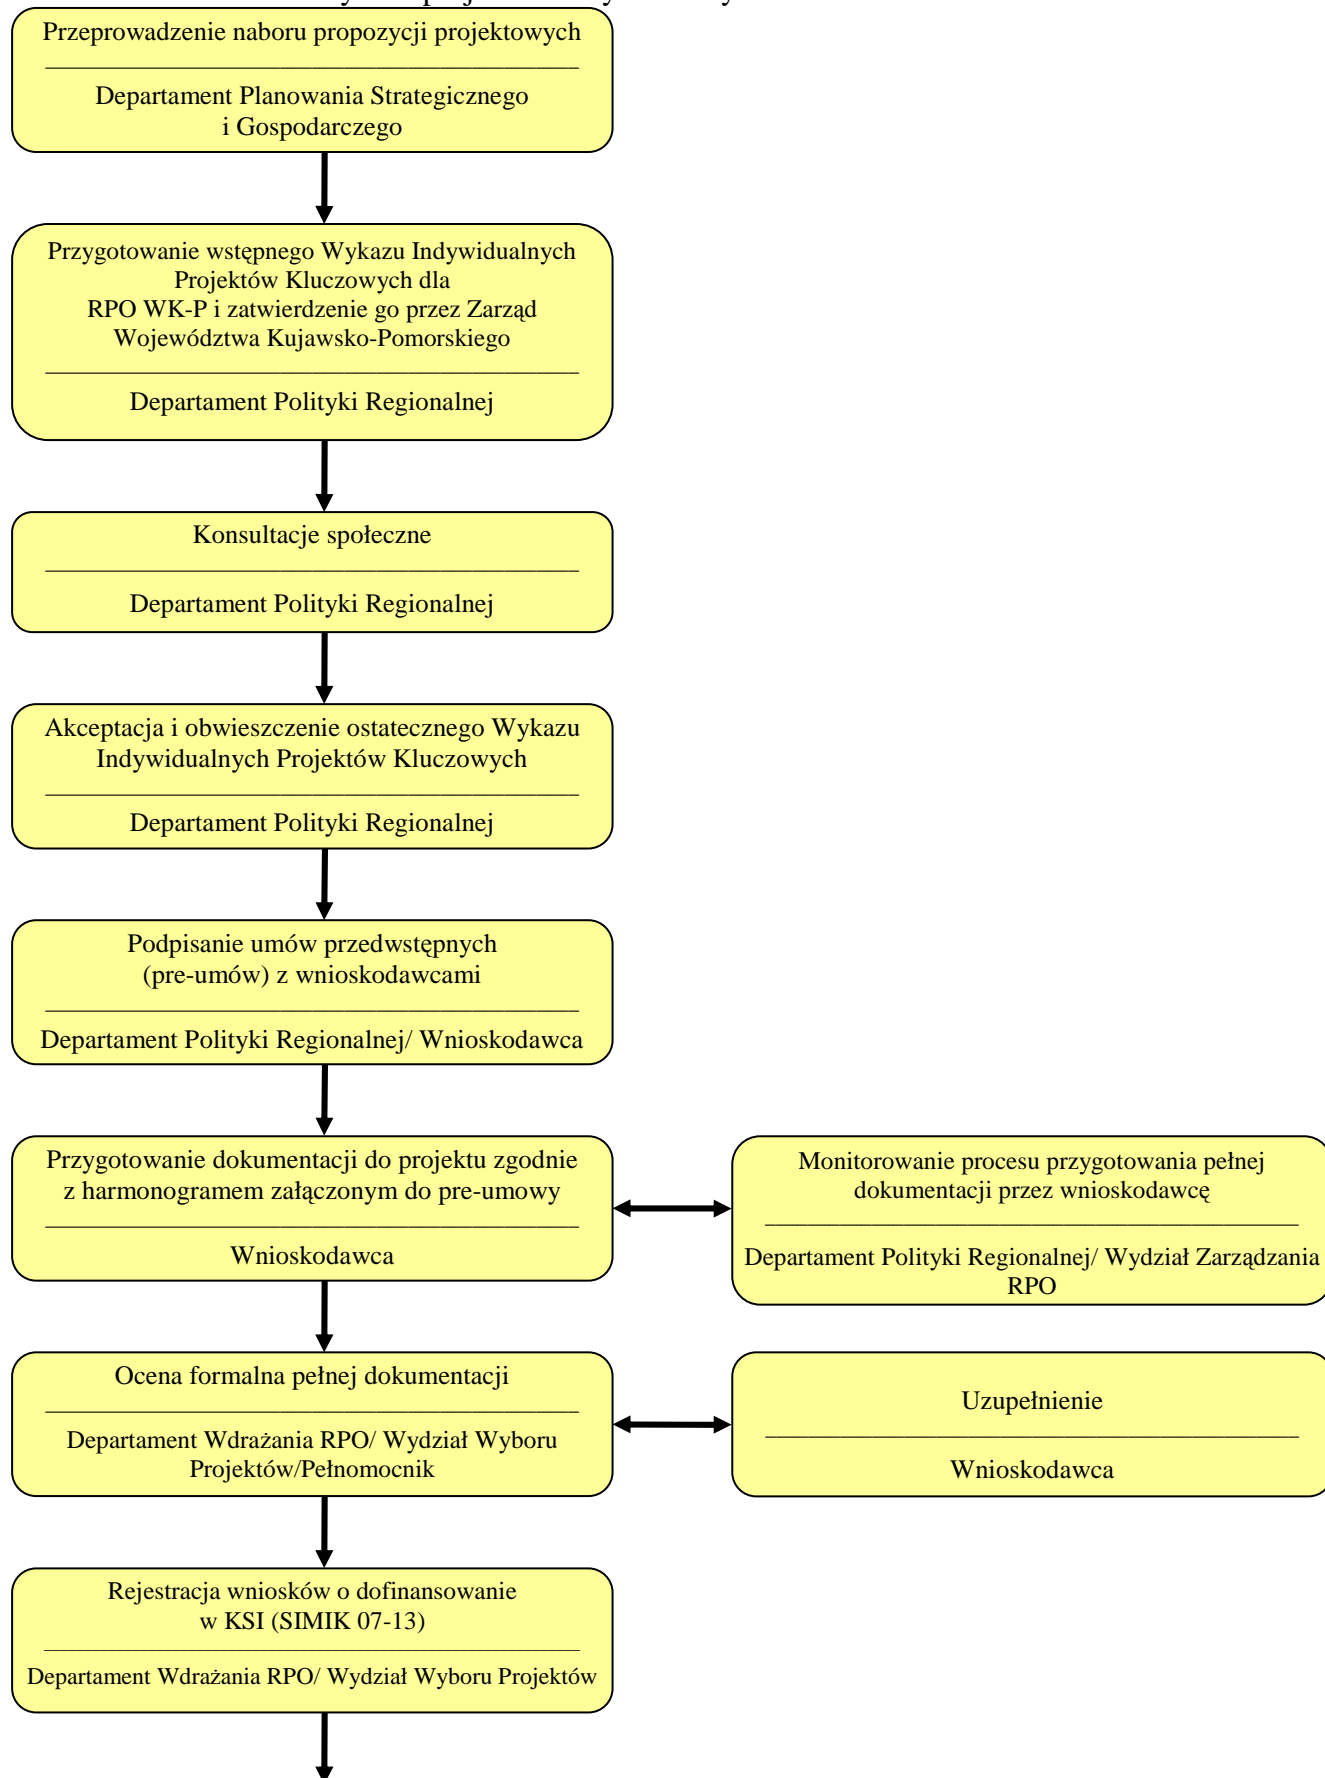 Przeprowadzenie naboru propozycji projektowych
Departament Planowania Strategicznego
i Gospodarczego
Przygotowanie wstępnego Wykazu Indywidualnych
Projektów Kluczowych dla
RPO WK-P i zatwierdzenie go przez Zarząd
Województwa Kujawsko-Pomorskiego
Departament Polityki Regionalnej
Konsultacje społeczne
Departament Polityki Regionalnej
Akceptacja i obwieszczenie ostatecznego Wykazu
Indywidualnych Projektów Kluczowych
Departament Polityki Regionalnej
Podpisanie umów przedwstępnych
(pre-umów) z wnioskodawcami
Departament Polityki Regionalnej/ Wnioskodawca
Przygotowanie dokumentacji do projektu zgodnie
z harmonogramem załączonym do pre-umowy
Wnioskodawca
Monitorowanie procesu przygotowania pełnej
dokumentacji przez wnioskodawcę
Departament Polityki Regionalnej/ Wydział Zarządzania
RPO
Ocena formalna pełnej dokumentacji
Departament Wdrażania RPO/ Wydział Wyboru
Projektów/Pełnomocnik
Uzupełnienie
Wnioskodawca
Rejestracja wniosków o dofinansowanie
w KSI (SIMIK 07-13)
Departament Wdrażania RPO/ Wydział Wyboru Projektów